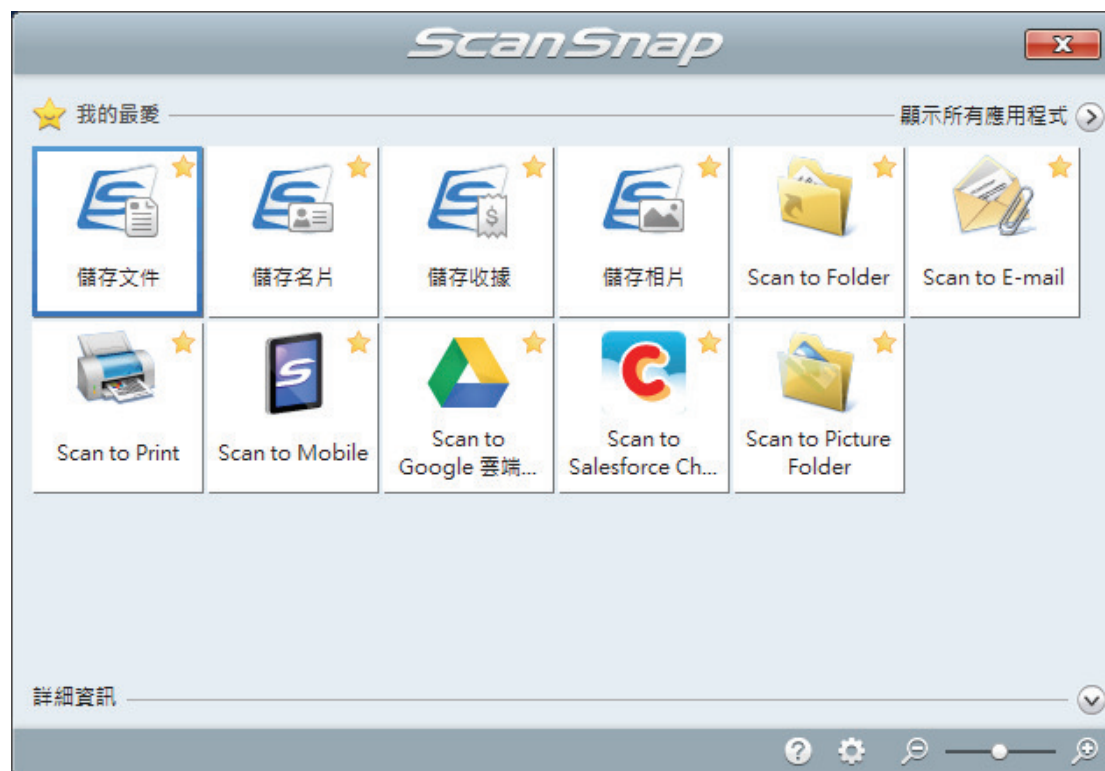 ScanSnap
我的最愛
顯示所有應用程式
儲存文件
儲存名片
儲存收據
儲存相片
Scan to Folder
Scan to E-mail
Scan to Print
Scan to Mobile
Scan to
Google 雲端...
Scan to
Salesforce Ch...
Scan to Picture
Folder
詳細資訊